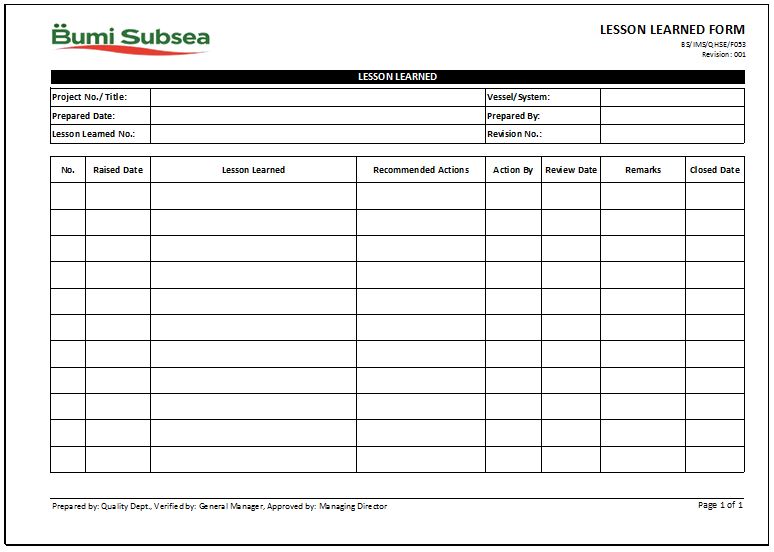 Bumi Subsea
LESSON LEARNED FORM
BS/IMS/QHSE/F053
Revision: 001
LESSON LEARNED
Project No./ Title: Vessel/System:
Prepared Date: Prepared By:
Lesson Learned No.: Revision No.:
No. Raised Date Lesson Learned Recommended Actions Action By Review Date Remarks Closed Date
Prepared by: Quality Dept., Verified by: General Manager, Approved by: Managing Director Page 1 of 1